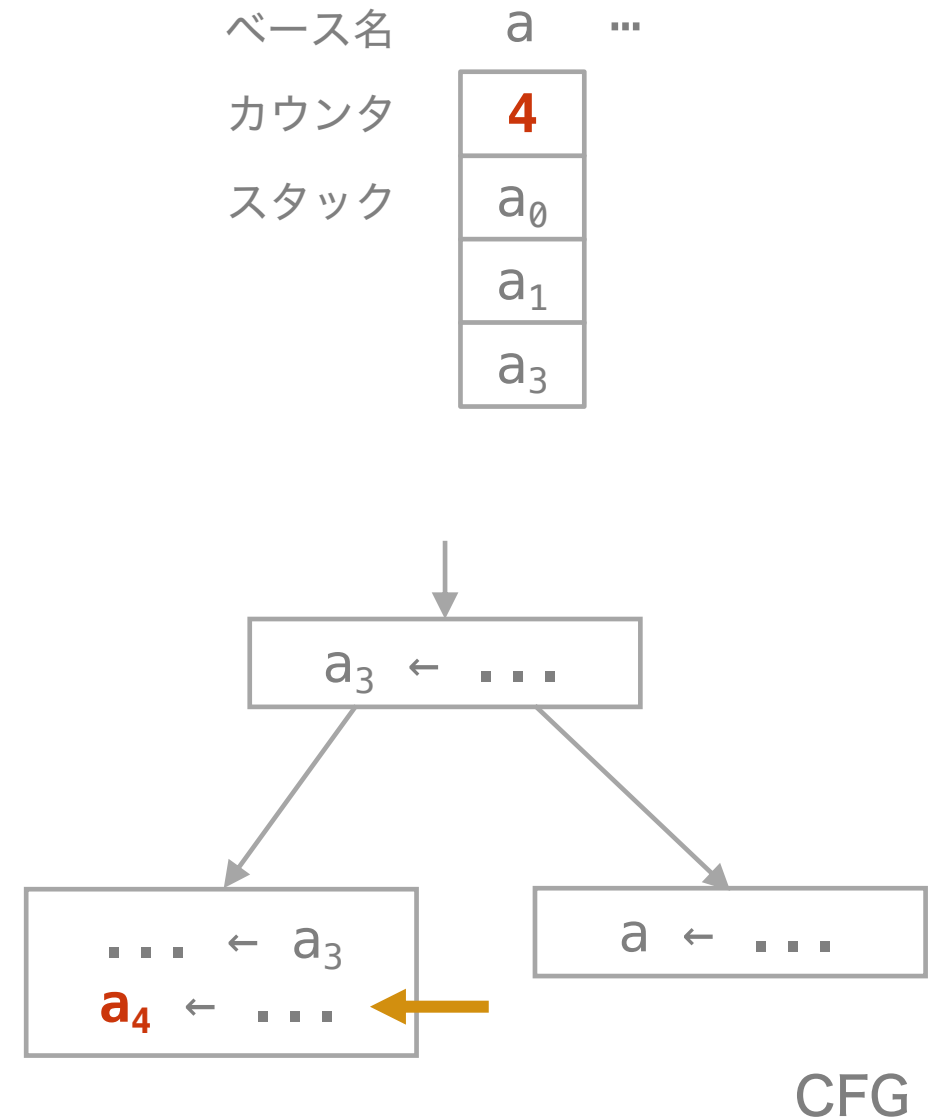 ベース名 a …
カウンタ 4
スタック a₀
a₁
a₃
a₃ ← ...
... ← a₃
a₄ ← ...
a ← ...
CFG